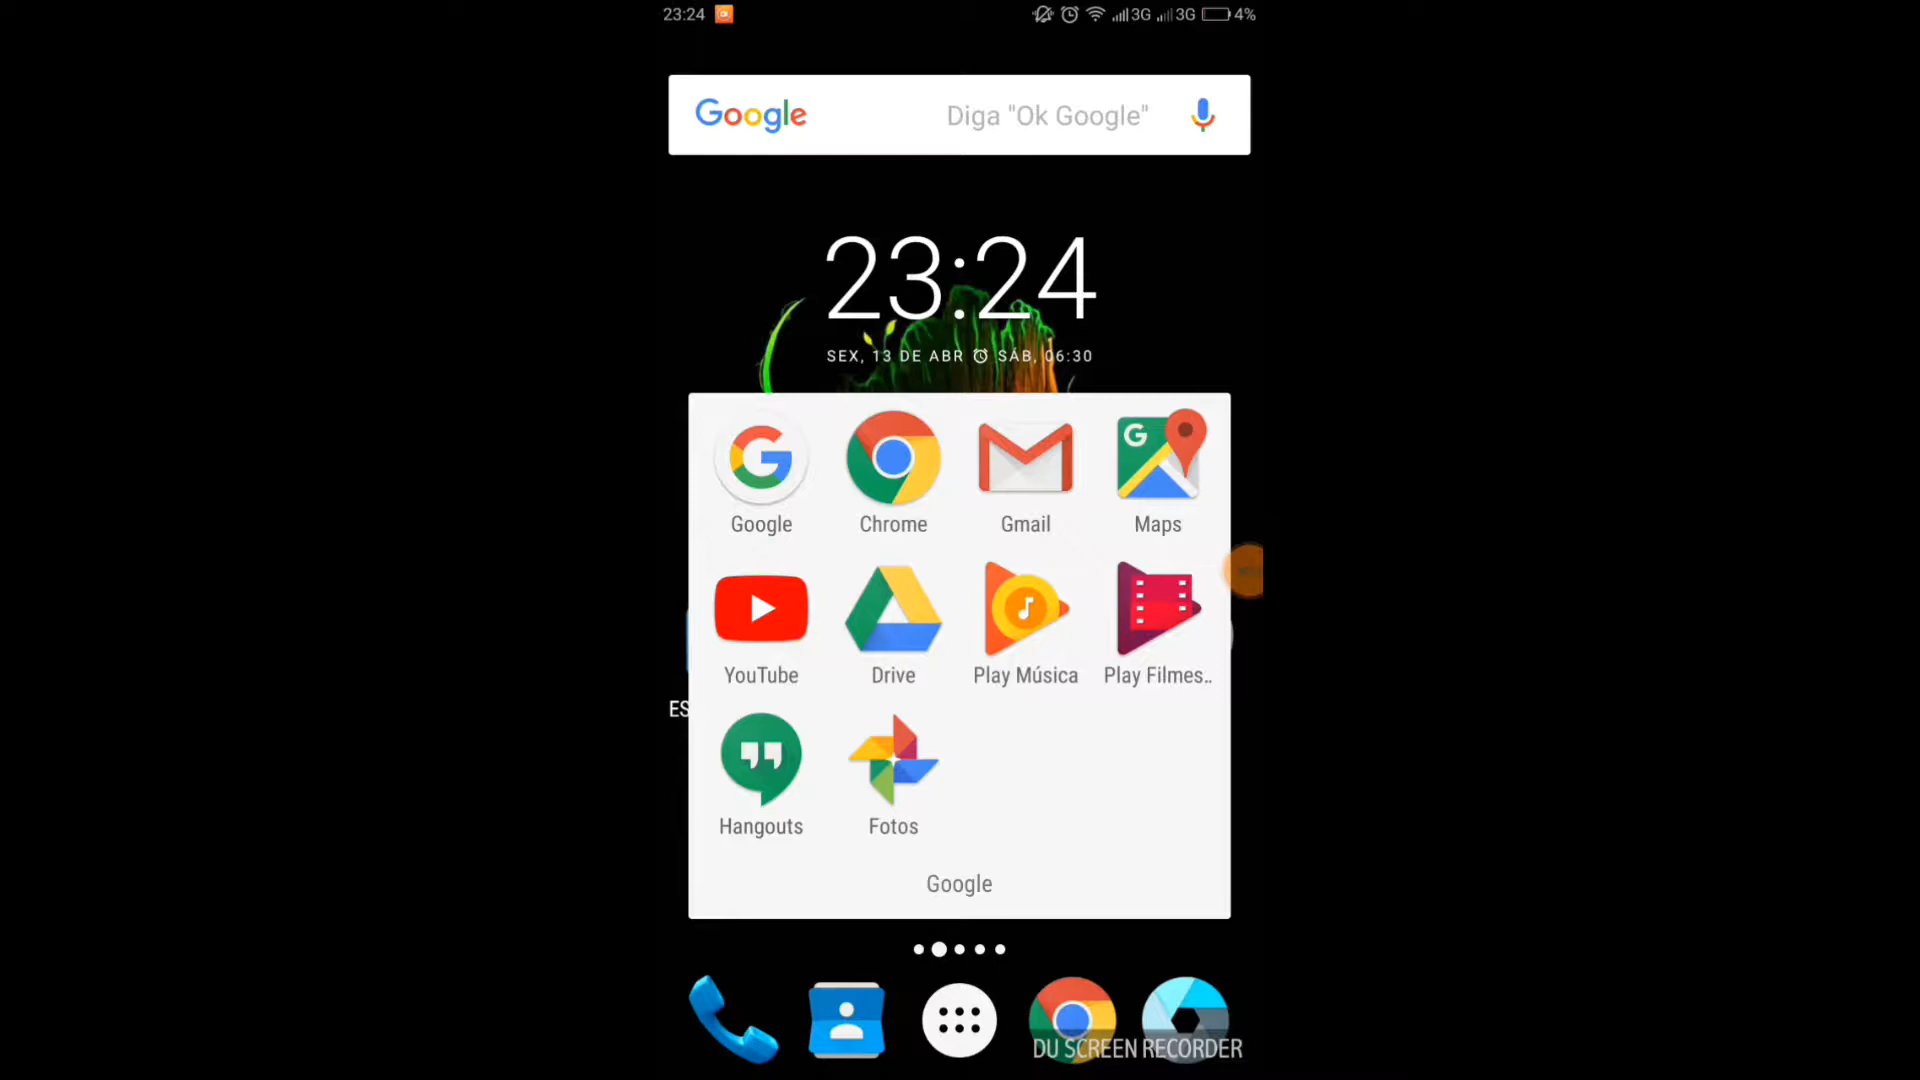 23:24 3G 3G 4%
Google Diga "Ok Google"
23:24
SEX, 13 DE ABR SÁB, 06:30
Google Chrome Gmail Maps
YouTube Drive Play Música Play Filmes..
ES
Hangouts Fotos
Google
DU SCREEN RECORDER